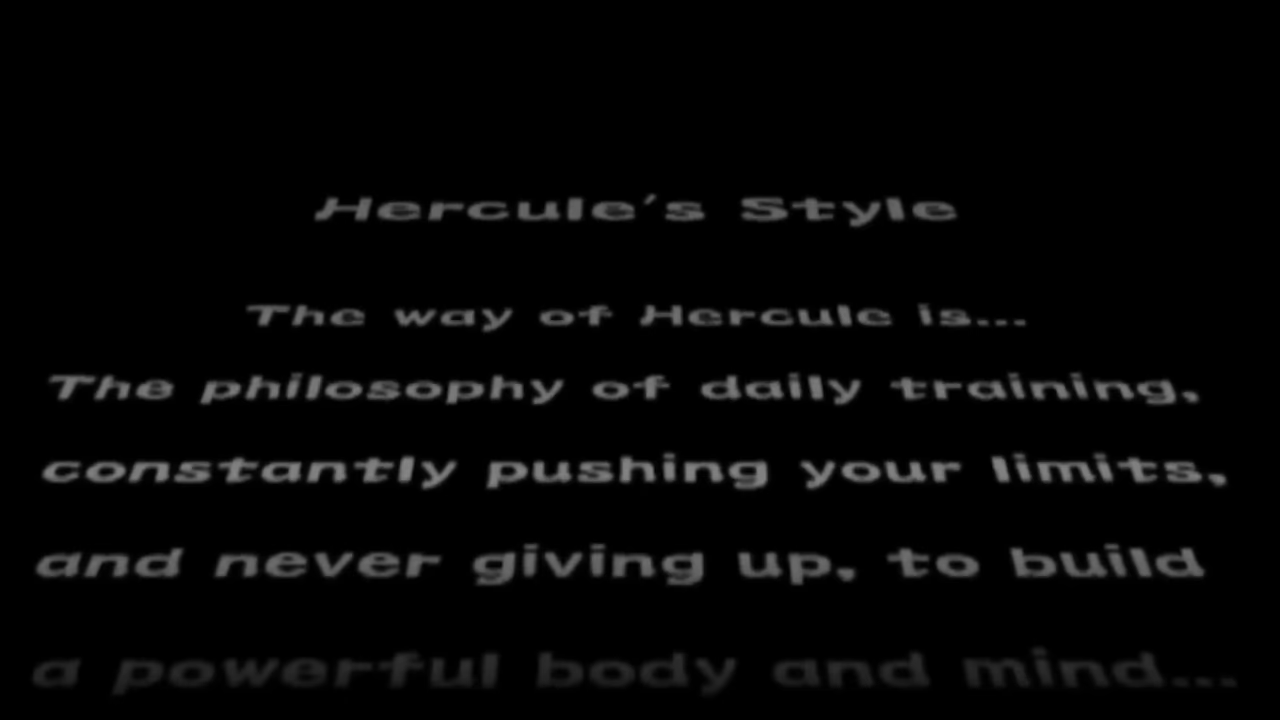 Hercule's Style
The way of Hercule is...
The philosophy of daily training,
constantly pushing your limits,
and never giving up, to build
a powerful body and mind...